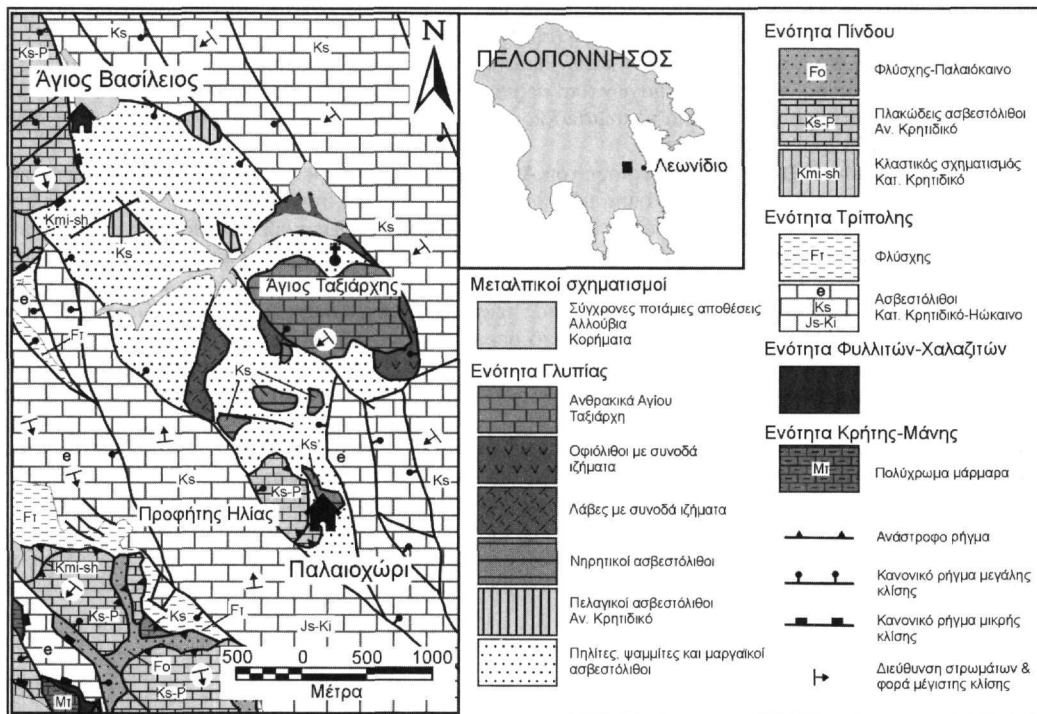 Ks-P
Ks
Άγιος Βασίλειος
Ks
Ks
N
Kmi-sh
Ks
Ks
Άγιος Ταξιάρχης
e
Fτ
Ks
Ks
e
Ks
e
Ks
Ks-P
Fτ
Προφήτης Ηλίας
Παλαιοχώρι
Kmi-sh
Ks-P
Ks
Fτ
Js-Ki
e
Fo
Ks-P
Mτ
500 0 500 1000
Μέτρα
ΠΕΛΟΠΟΝΝΗΣΟΣ
Λεωνίδιο
Μεταλπικοί σχηματισμοί
Σύγχρονες ποτάμιες αποθέσεις
Αλλούβια
Κορήματα
Ενότητα Γλυπίας
Ανθρακικά Αγίου
Ταξιάρχη
Οφιόλιθοι με συνοδά
ιζήματα
Λάβες με συνοδά ιζήματα
Νηρητικοί ασβεστόλιθοι
Πελαγικοί ασβεστόλιθοι
Αν. Κρητιδικό
Πηλίτες, ψαμμίτες και μαργαϊκοί
ασβεστόλιθοι
Ενότητα Πίνδου
Fo
Φλύσχης-Παλαιόκαινο
Ks-P
Πλακώδεις ασβεστόλιθοι
Αν. Κρητιδικό
Kmi-sh
Κλαστικός σχηματισμός
Κατ. Κρητιδικό
Ενότητα Τρίπολης
Fτ
Φλύσχης
e
Ks
Js-Ki
Ασβεστόλιθοι
Κατ. Κρητιδικό-Ηώκαινο
Ενότητα Φυλλιτών-Χαλαζιτών
Ενότητα Κρήτης-Μάνης
Mτ
Πολύχρωμα μάρμαρα
Ανάστροφο ρήγμα
Κανονικό ρήγμα μεγάλης
κλίσης
Κανονικό ρήγμα μικρής
κλίσης
Διεύθυνση στρωμάτων &
φορά μέγιστης κλίσης